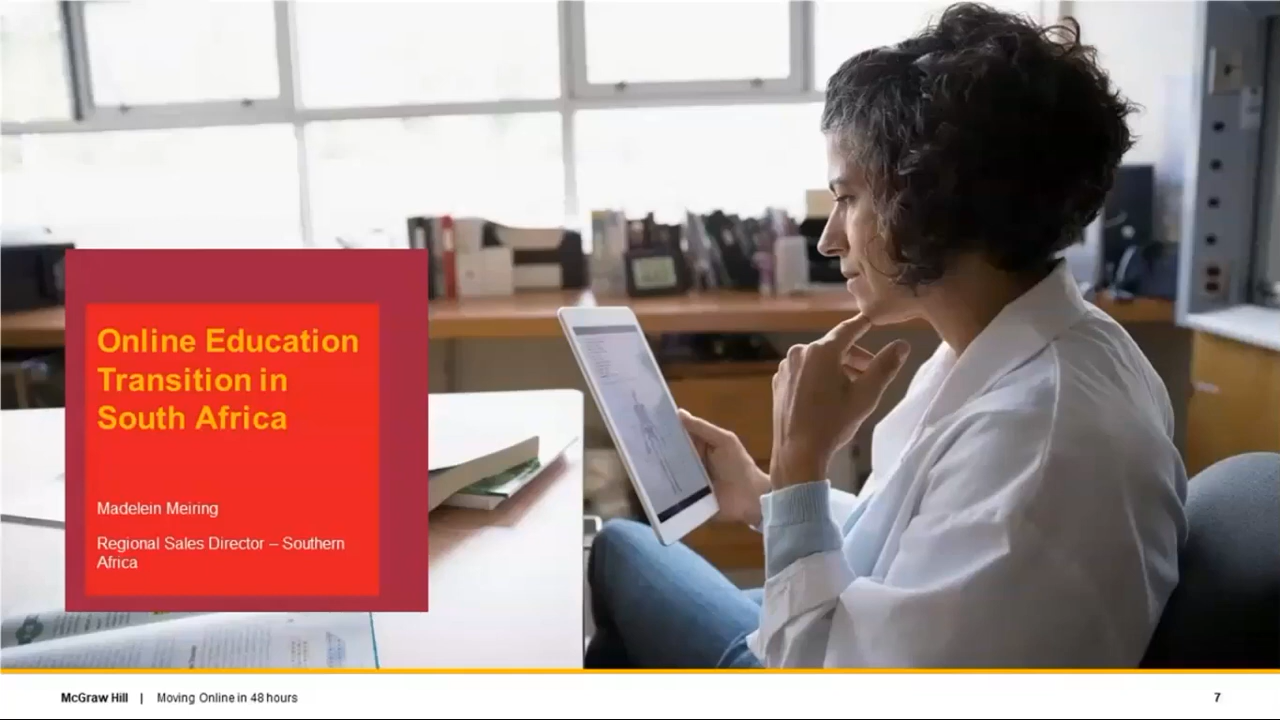 Online Education
Transition in
South Africa
Madelein Meiring
Regional Sales Director – Southern
Africa
McGraw Hill | Moving Online in 48 hours
7